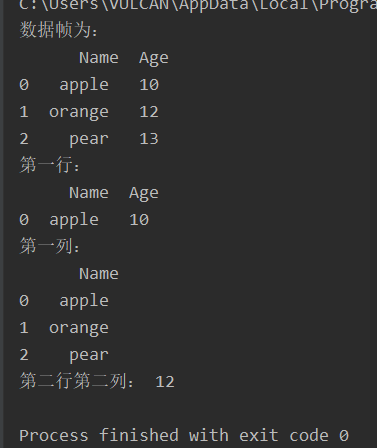 C:\Users\VULCAN\AppData\Local\Progra
数据帧为:
Name Age
0 apple 10
1 orange 12
2 pear 13
第一行:
Name Age
0 apple 10
第一列:
Name
0 apple
1 orange
2 pear
第二行第二列: 12
Process finished with exit code 0